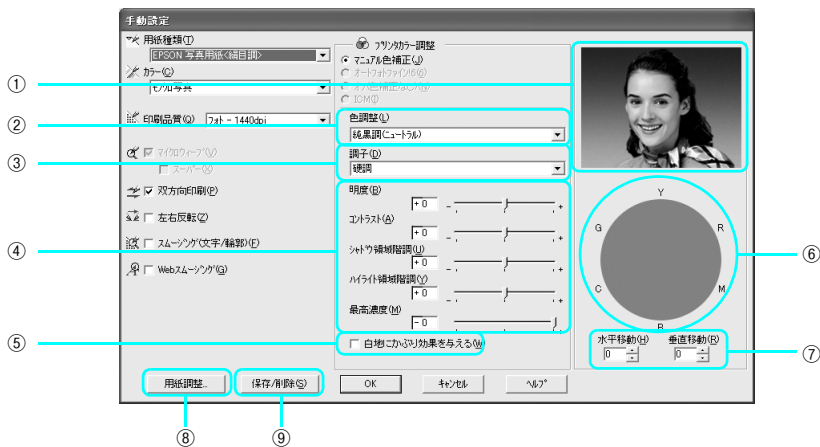 手動設定
用紙種類(T)
EPSON 写真用紙<絹目調>
カラー(C)
モノクロ写真
印刷品質(Q) フォト - 1440dpi
マイクロウィーブ(V)
スーパー(X)
双方向印刷(P)
左右反転(Z)
スムージング(文字/輪郭)(F)
Webスムージング(G)
プリンタカラー調整
マニュアル色補正(J)
オートフォトファイン!6(6)
ICM(I)
色調整(L)
純黒調(ニュートラル)
調子(D)
硬調
明度(B)
+ 0 - +
コントラスト(A)
+ 0 - +
シャドウ領域階調(U)
+ 0 - +
ハイライト領域階調(Y)
+ 0 - +
最高濃度(M)
- 0 -
白地にかぶり効果を与える(W)
Y
G R
C M
B
水平移動(H) 垂直移動(R)
0 0
用紙調整... 保存/削除(S) OK キャンセル ヘルプ
①
②
③
④
⑤
⑥
⑦
⑧ ⑨